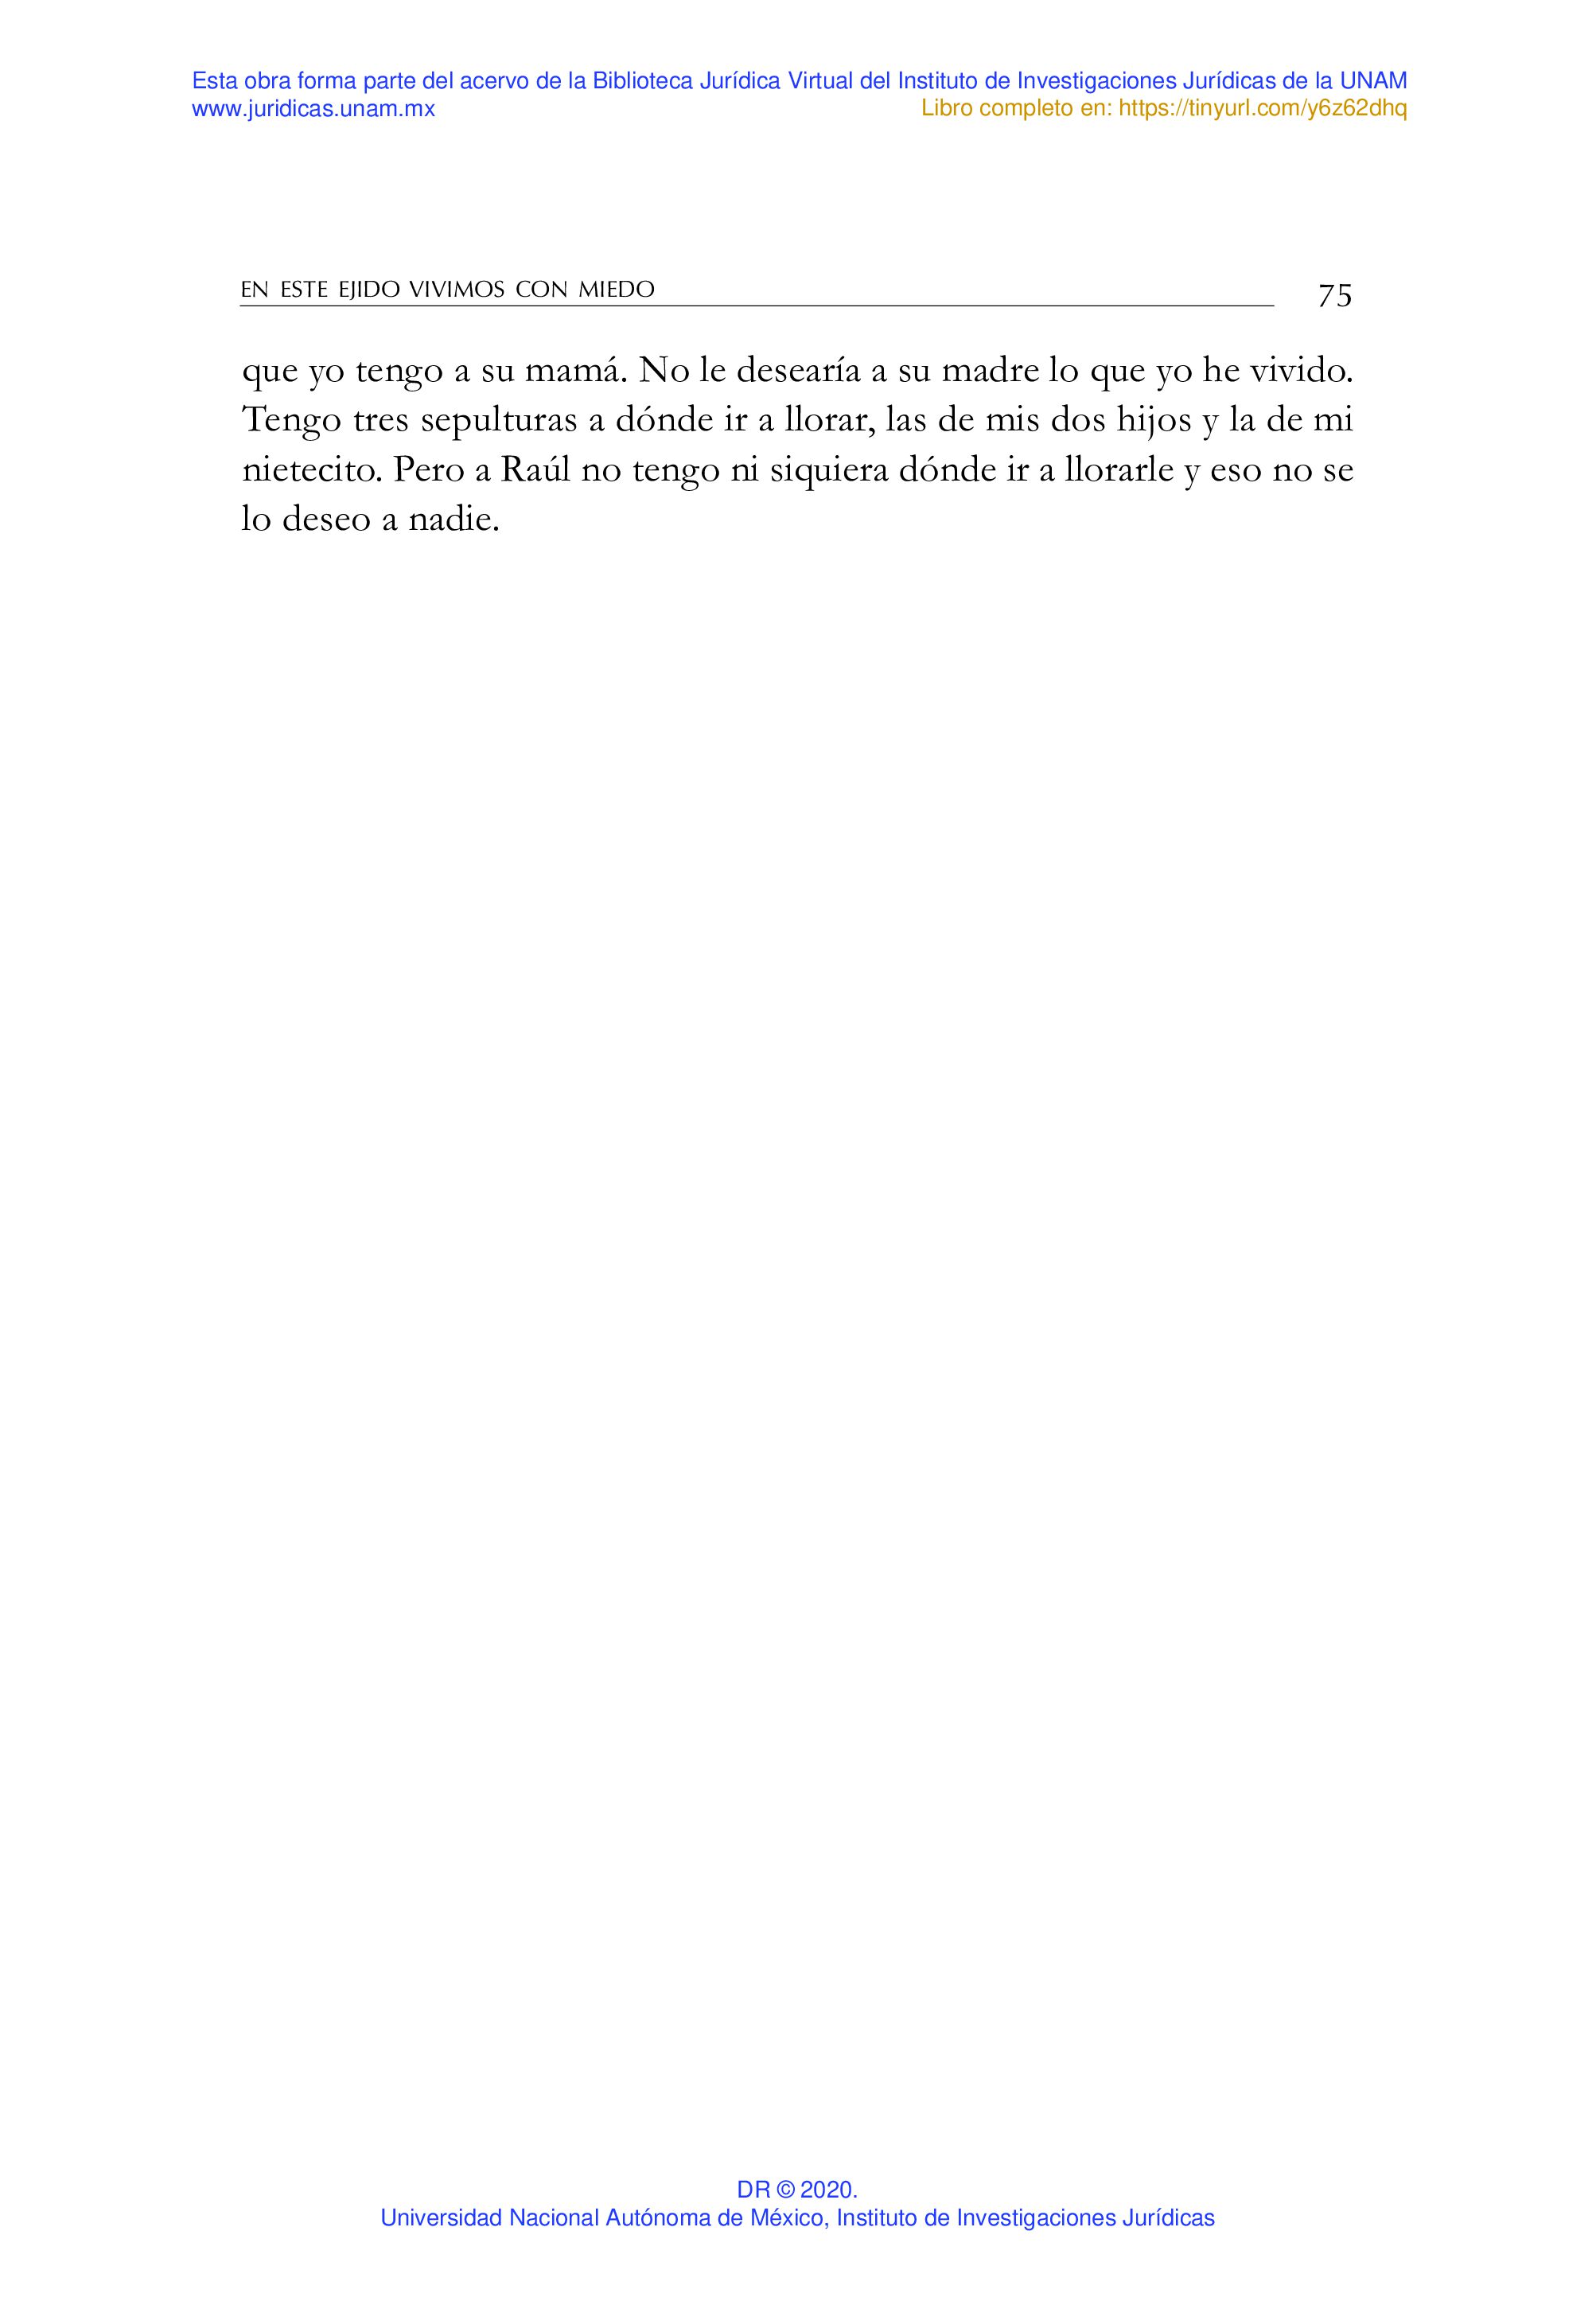 Esta obra forma parte del acervo de la Biblioteca Jurídica Virtual del Instituto de Investigaciones Jurídicas de la UNAM
www.juridicas.unam.mx Libro completo en: https://tinyurl.com/y6z62dhq
EN ESTE EJIDO VIVIMOS CON MIEDO 75
que yo tengo a su mamá. No le desearía a su madre lo que yo he vivido.
Tengo tres sepulturas a dónde ir a llorar, las de mis dos hijos y la de mi
nietecito. Pero a Raúl no tengo ni siquiera dónde ir a llorarle y eso no se
lo deseo a nadie.
DR © 2020.
Universidad Nacional Autónoma de México, Instituto de Investigaciones Jurídicas